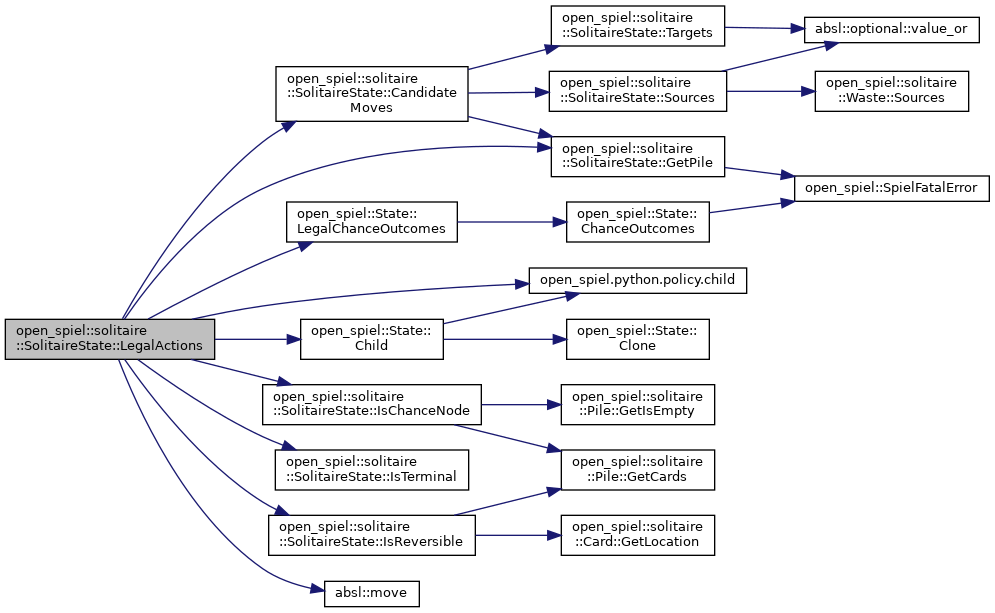 open_spiel::solitaire
::SolitaireState::LegalActions
open_spiel::solitaire
::SolitaireState::Candidate
Moves
open_spiel::State::
LegalChanceOutcomes
open_spiel::State::
Child
open_spiel::solitaire
::SolitaireState::IsChanceNode
open_spiel::solitaire
::SolitaireState::IsTerminal
open_spiel::solitaire
::SolitaireState::IsReversible
absl::move
open_spiel::solitaire
::SolitaireState::Targets
open_spiel::solitaire
::SolitaireState::Sources
open_spiel::solitaire
::SolitaireState::GetPile
open_spiel::State::
ChanceOutcomes
open_spiel.python.policy.child
open_spiel::State::
Clone
open_spiel::solitaire
::Pile::GetIsEmpty
open_spiel::solitaire
::Pile::GetCards
open_spiel::solitaire
::Card::GetLocation
absl::optional::value_or
open_spiel::solitaire
::Waste::Sources
open_spiel::SpielFatalError